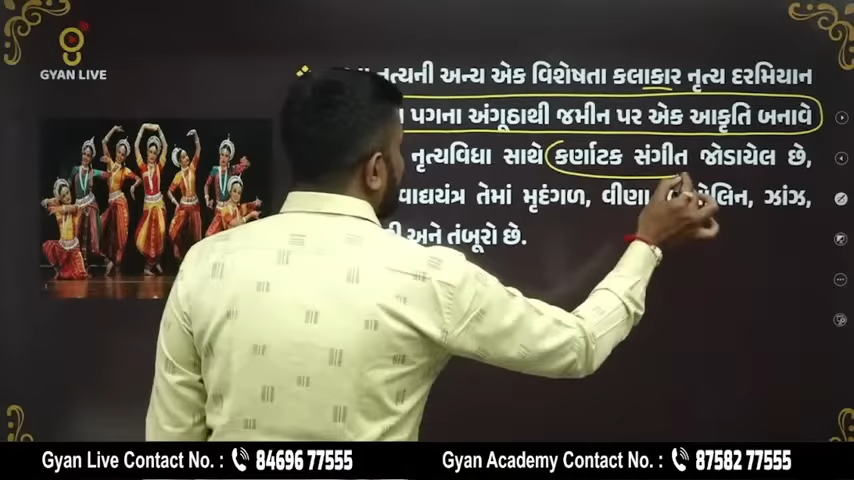 GYAN LIVE
નૃત્યની અન્ય એક વિશેષતા કલાકાર નૃત્ય દરમિયાન
પગના અંગૂઠાથી જમીન પર એક આકૃતિ બનાવે
નૃત્યવિધા સાથે કર્ણાટક સંગીત જોડાયેલ છે,
વાદ્યયંત્ર તેમાં મૃદંગળ, વીણા ઝાંઝ,
અને તંબૂરો છે.
Gyan Live Contact No. : 84696 77555 Gyan Academy Contact No. : 87582 77555